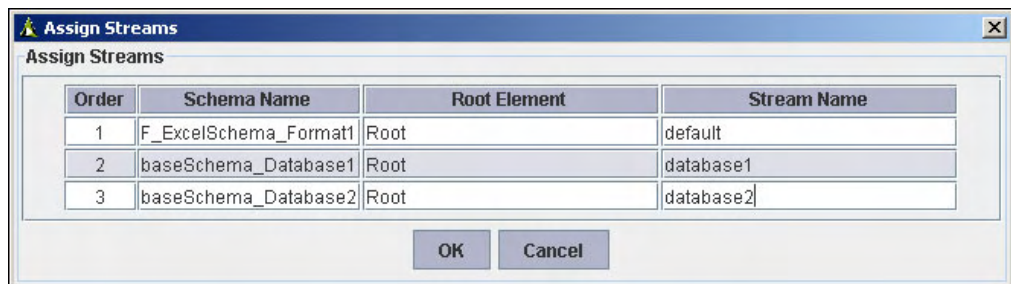 Assign Streams
Assign Streams
Order Schema Name Root Element Stream Name
1 F_ExcelSchema_Format1 Root default
2 baseSchema_Database1 Root database1
3 baseSchema_Database2 Root database2
OK Cancel